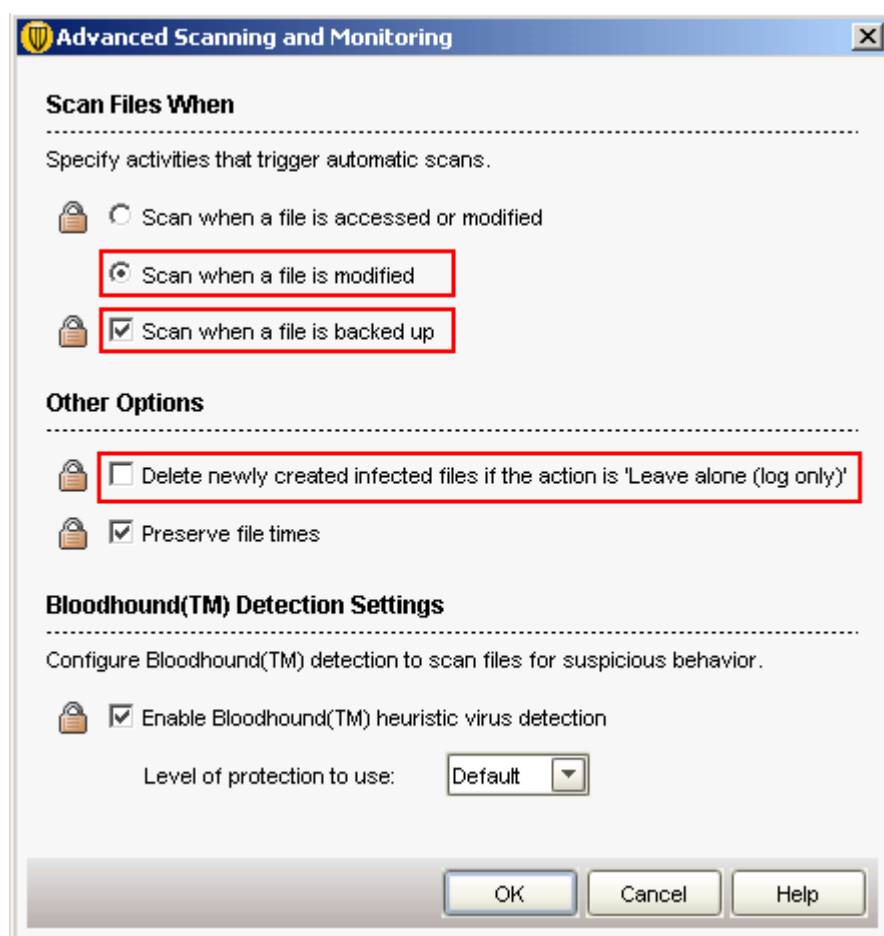 Advanced Scanning and Monitoring
Scan Files When
Specify activities that trigger automatic scans.
Scan when a file is accessed or modified
Scan when a file is modified
Scan when a file is backed up
Other Options
Delete newly created infected files if the action is 'Leave alone (log only)'
Preserve file times
Bloodhound(TM) Detection Settings
Configure Bloodhound(TM) detection to scan files for suspicious behavior.
Enable Bloodhound(TM) heuristic virus detection
Level of protection to use: Default
OK Cancel Help